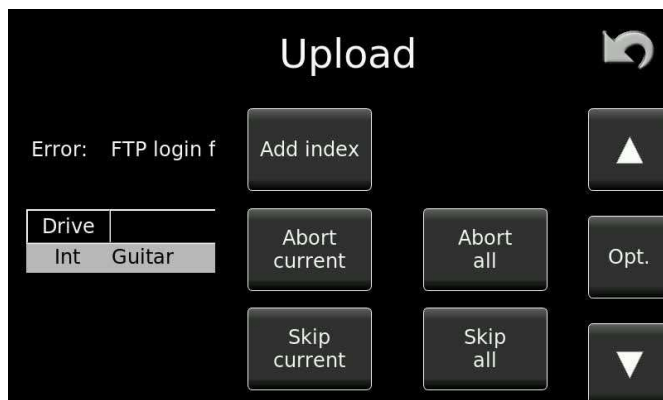 Upload
Error: FTP login f
Add index
Drive
Int Guitar
Abort
current
Abort
all
Opt.
Skip
current
Skip
all